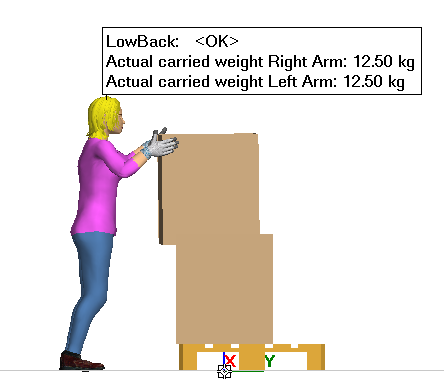 LowBack: <OK>
Actual carried weight Right Arm: 12.50 kg
Actual carried weight Left Arm: 12.50 kg
X Y